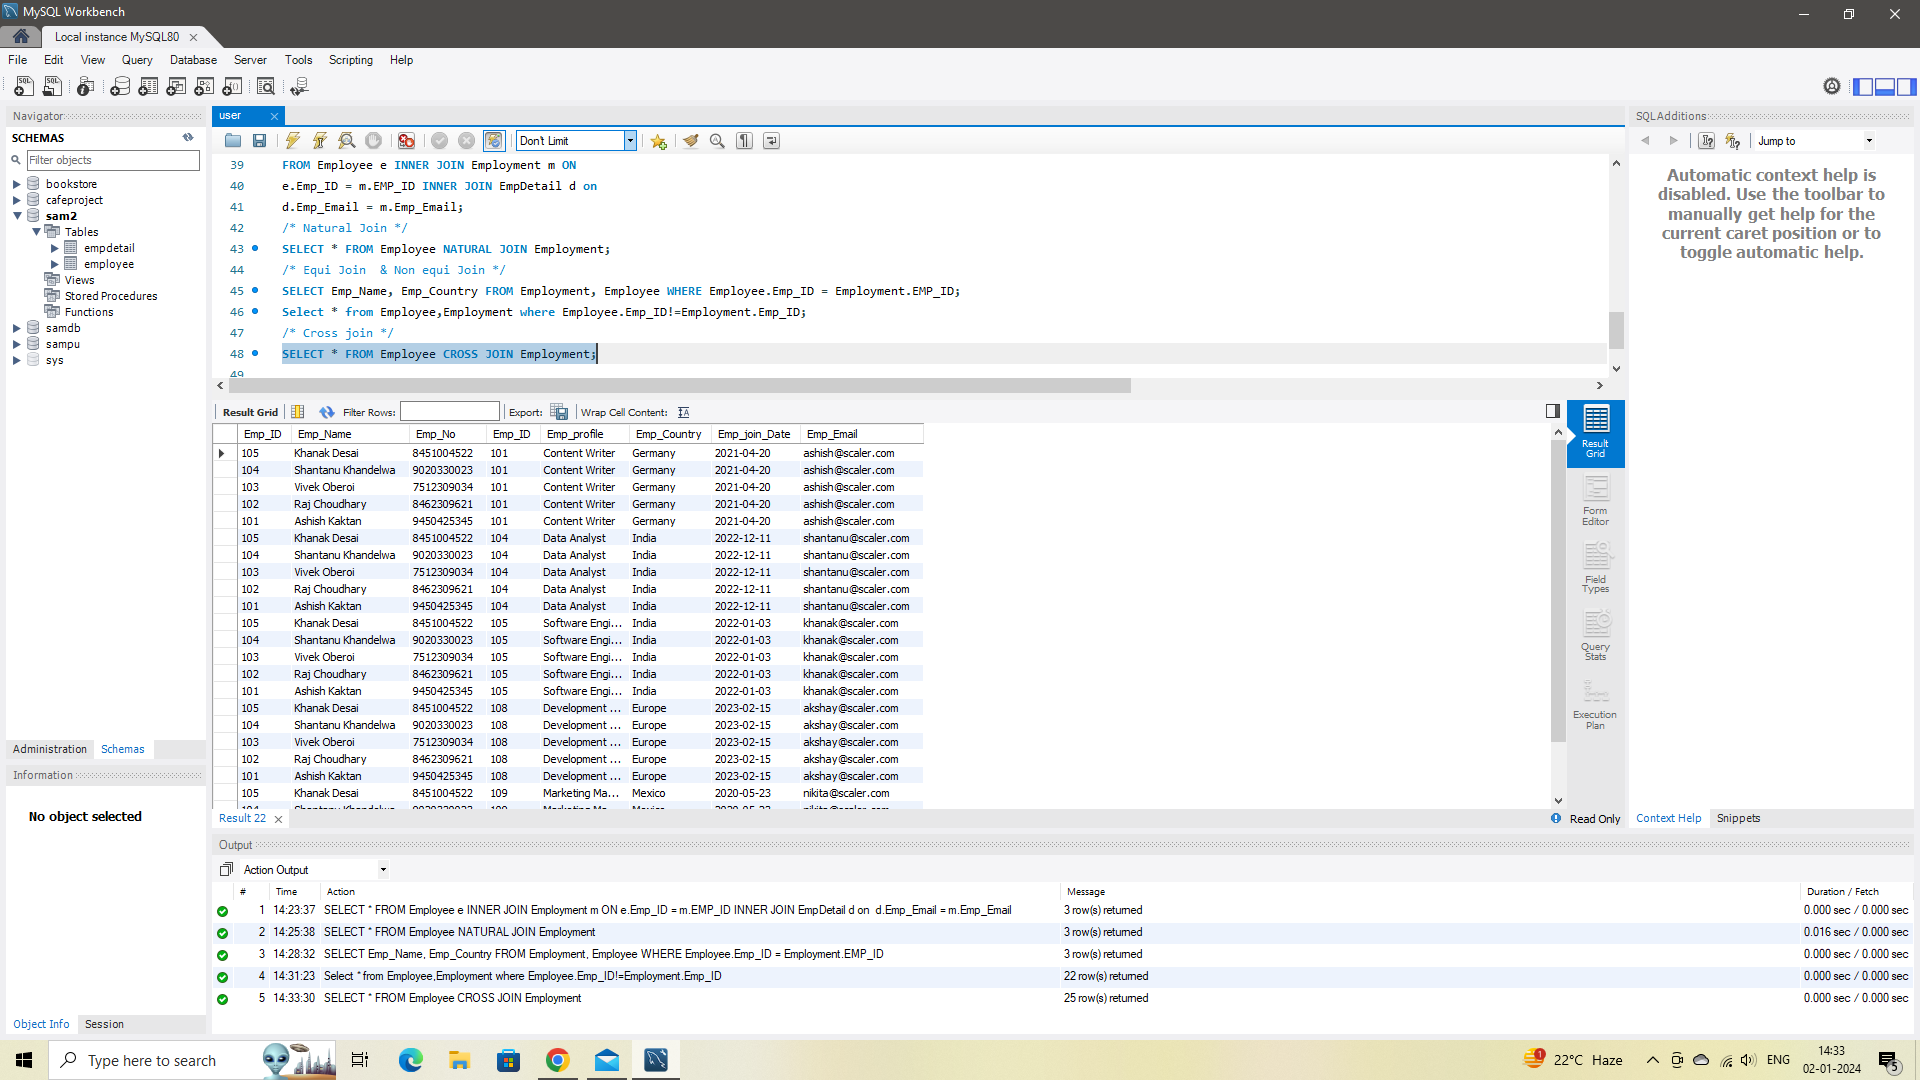 MySQL Workbench
Local instance MySQL80
File Edit View Query Database Server Tools Scripting Help
Navigator
SCHEMAS
Filter objects
bookstore
cafeproject
sam2
Tables
empdetail
employee
Views
Stored Procedures
Functions
samdb
sampu
sys
Administration Schemas
Information
No object selected
Object Info Session
user
Don't Limit
39 FROM Employee e INNER JOIN Employment m ON
40 e.Emp_ID = m.EMP_ID INNER JOIN EmpDetail d on
41 d.Emp_Email = m.Emp_Email;
42 /* Natural Join */
43 SELECT * FROM Employee NATURAL JOIN Employment;
44 /* Equi Join  & Non equi Join */
45 SELECT Emp_Name, Emp_Country FROM Employment, Employee WHERE Employee.Emp_ID = Employment.EMP_ID;
46 Select * from Employee,Employment where Employee.Emp_ID!=Employment.Emp_ID;
47 /* Cross join */
48 SELECT * FROM Employee CROSS JOIN Employment;
49
Result Grid Filter Rows: Export: Wrap Cell Content:
Emp_ID Emp_Name Emp_No Emp_ID Emp_profile Emp_Country Emp_join_Date Emp_Email
105 Khanak Desai 8451004522 101 Content Writer Germany 2021-04-20 ashish@scaler.com
104 Shantanu Khandelwa 9020330023 101 Content Writer Germany 2021-04-20 ashish@scaler.com
103 Vivek Oberoi 7512309034 101 Content Writer Germany 2021-04-20 ashish@scaler.com
102 Raj Choudhary 8462309621 101 Content Writer Germany 2021-04-20 ashish@scaler.com
101 Ashish Kaktan 9450425345 101 Content Writer Germany 2021-04-20 ashish@scaler.com
105 Khanak Desai 8451004522 104 Data Analyst India 2022-12-11 shantanu@scaler.com
104 Shantanu Khandelwa 9020330023 104 Data Analyst India 2022-12-11 shantanu@scaler.com
103 Vivek Oberoi 7512309034 104 Data Analyst India 2022-12-11 shantanu@scaler.com
102 Raj Choudhary 8462309621 104 Data Analyst India 2022-12-11 shantanu@scaler.com
101 Ashish Kaktan 9450425345 104 Data Analyst India 2022-12-11 shantanu@scaler.com
105 Khanak Desai 8451004522 105 Software Engi... India 2022-01-03 khanak@scaler.com
104 Shantanu Khandelwa 9020330023 105 Software Engi... India 2022-01-03 khanak@scaler.com
103 Vivek Oberoi 7512309034 105 Software Engi... India 2022-01-03 khanak@scaler.com
102 Raj Choudhary 8462309621 105 Software Engi... India 2022-01-03 khanak@scaler.com
101 Ashish Kaktan 9450425345 105 Software Engi... India 2022-01-03 khanak@scaler.com
105 Khanak Desai 8451004522 108 Development ... Europe 2023-02-15 akshay@scaler.com
104 Shantanu Khandelwa 9020330023 108 Development ... Europe 2023-02-15 akshay@scaler.com
103 Vivek Oberoi 7512309034 108 Development ... Europe 2023-02-15 akshay@scaler.com
102 Raj Choudhary 8462309621 108 Development ... Europe 2023-02-15 akshay@scaler.com
101 Ashish Kaktan 9450425345 108 Development ... Europe 2023-02-15 akshay@scaler.com
105 Khanak Desai 8451004522 109 Marketing Ma... Mexico 2020-05-23 nikita@scaler.com
Result 22
Read Only
Result
Grid
Form
Editor
Field
Types
Query
Stats
Execution
Plan
SQLAdditions
Jump to
Automatic context help is
disabled. Use the toolbar to
manually get help for the
current caret position or to
toggle automatic help.
Context Help Snippets
Output
Action Output
# Time Action Message Duration / Fetch
1 14:23:37 SELECT * FROM Employee e INNER JOIN Employment m ON e.Emp_ID = m.EMP_ID INNER JOIN EmpDetail d on  d.Emp_Email = m.Emp_Email 3 row(s) returned 0.000 sec / 0.000 sec
2 14:25:38 SELECT * FROM Employee NATURAL JOIN Employment 3 row(s) returned 0.016 sec / 0.000 sec
3 14:28:32 SELECT Emp_Name, Emp_Country FROM Employment, Employee WHERE Employee.Emp_ID = Employment.EMP_ID 3 row(s) returned 0.000 sec / 0.000 sec
4 14:31:23 Select * from Employee,Employment where Employee.Emp_ID!=Employment.Emp_ID 22 row(s) returned 0.000 sec / 0.000 sec
5 14:33:30 SELECT * FROM Employee CROSS JOIN Employment 25 row(s) returned 0.000 sec / 0.000 sec
Type here to search
1 22°C Haze ENG 14:33
02-01-2024 5